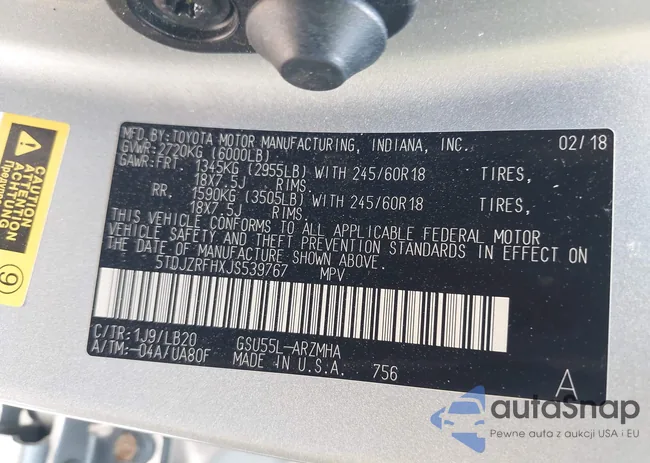 MFD.BY:TOYOTA MOTOR MANUFACTURING, INDIANA, INC. 02/18
GVWR:2720KG (6000LB)
GAWR:FRT. 1345KG (2955LB) WITH 245/60R18 TIRES,
18X7.5J RIMS.
RR. 1590KG (3505LB) WITH 245/60R18 TIRES,
18X7.5J RIMS.
THIS VEHICLE CONFORMS TO ALL APPLICABLE FEDERAL MOTOR
VEHICLE SAFETY AND THEFT PREVENTION STANDARDS IN EFFECT ON
THE DATE OF MANUFACTURE SHOWN ABOVE.
5TDJZRFHXJS539767 MPV
C/TR:1J9/LB20 GSU55L-ARZMHA
A/TM:-04A/UA80F MADE IN U.S.A. 756 A
CAUTION
ATTENTION
ACHTUNG
9
autoSnap
Pewne auta z aukcji USA i EU